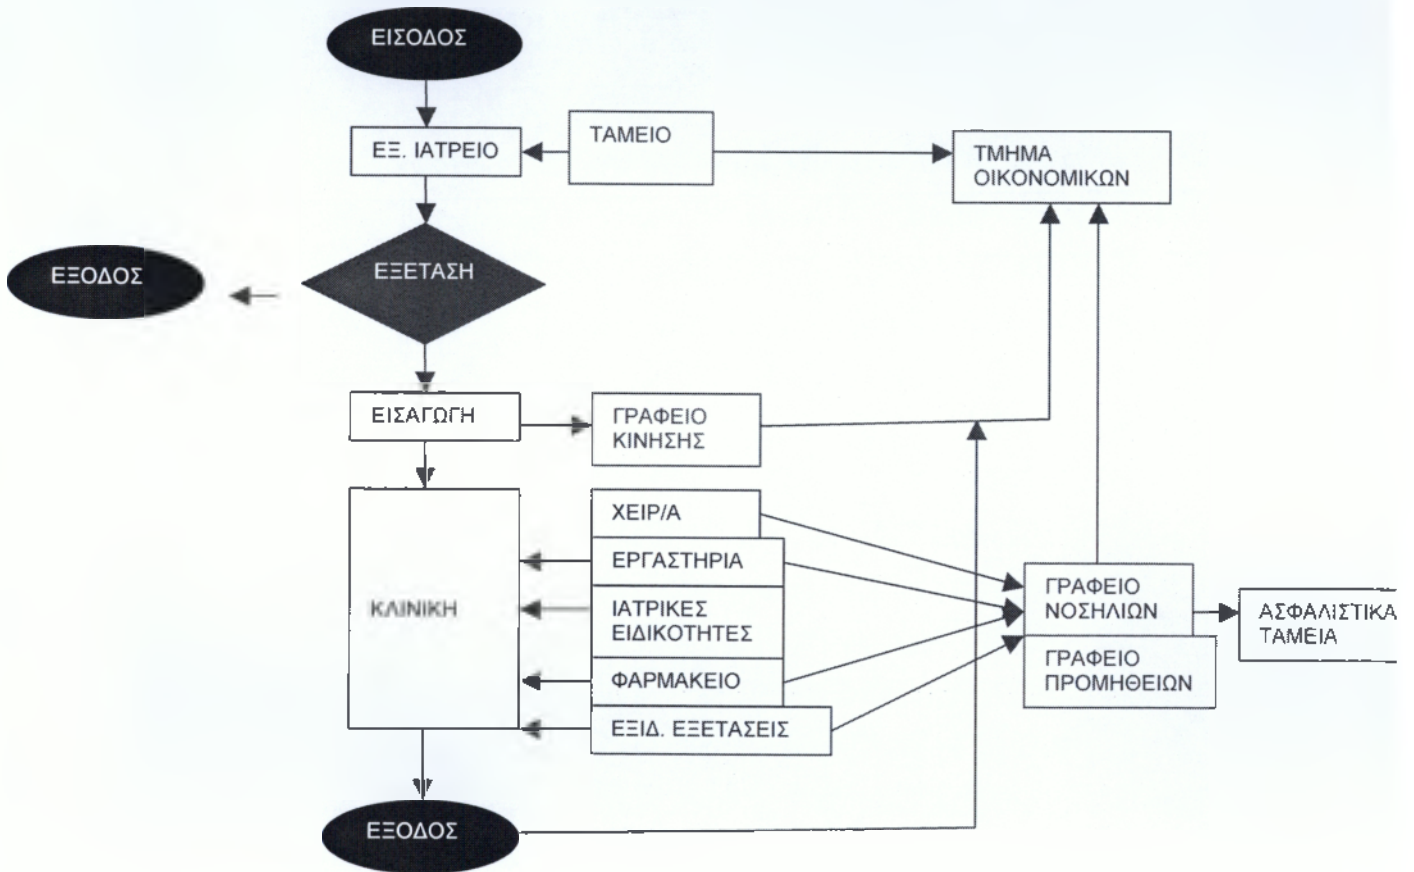 ΕΙΣΟΔΟΣ
ΕΞ. ΙΑΤΡΕΙΟ
ΤΑΜΕΙΟ
ΤΜΗΜΑ
ΟΙΚΟΝΟΜΙΚΩΝ
ΕΞΟΔΟΣ
ΕΞΕΤΑΣΗ
ΕΙΣΑΓΩΓΗ
ΓΡΑΦΕΙΟ
ΚΙΝΗΣΗΣ
ΧΕΙΡ/Α
ΕΡΓΑΣΤΗΡΙΑ
ΙΑΤΡΙΚΕΣ
ΕΙΔΙΚΟΤΗΤΕΣ
ΦΑΡΜΑΚΕΙΟ
ΕΞΙΔ. ΕΞΕΤΑΣΕΙΣ
ΚΛΙΝΙΚΗ
ΓΡΑΦΕΙΟ
ΝΟΣΗΛΙΩΝ
ΓΡΑΦΕΙΟ
ΠΡΟΜΗΘΕΙΩΝ
ΑΣΦΑΛΙΣΤΙΚΑ
ΤΑΜΕΙΑ
ΕΞΟΔΟΣ